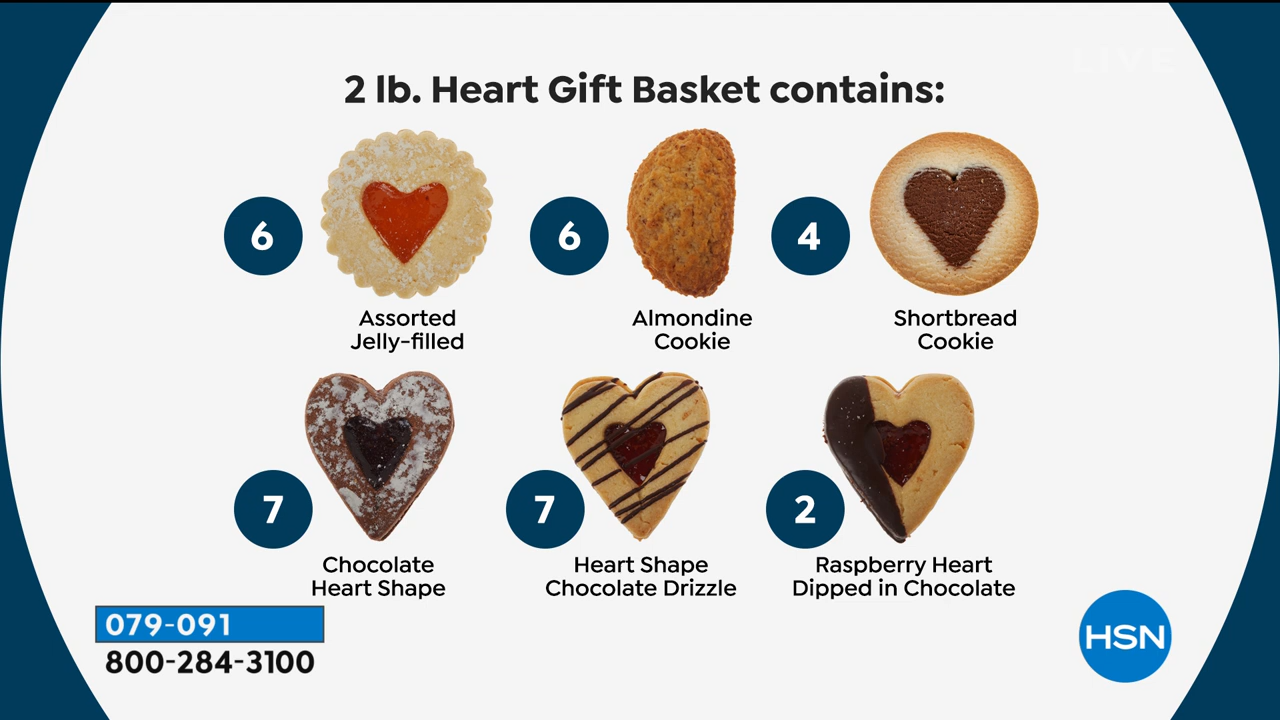 LIVE
2 lb. Heart Gift Basket contains:
6
6
4
Assorted
Jelly-filled
Almondine
Cookie
Shortbread
Cookie
7
7
2
Chocolate
Heart Shape
Heart Shape
Chocolate Drizzle
Raspberry Heart
Dipped in Chocolate
079-091
800-284-3100
HSN